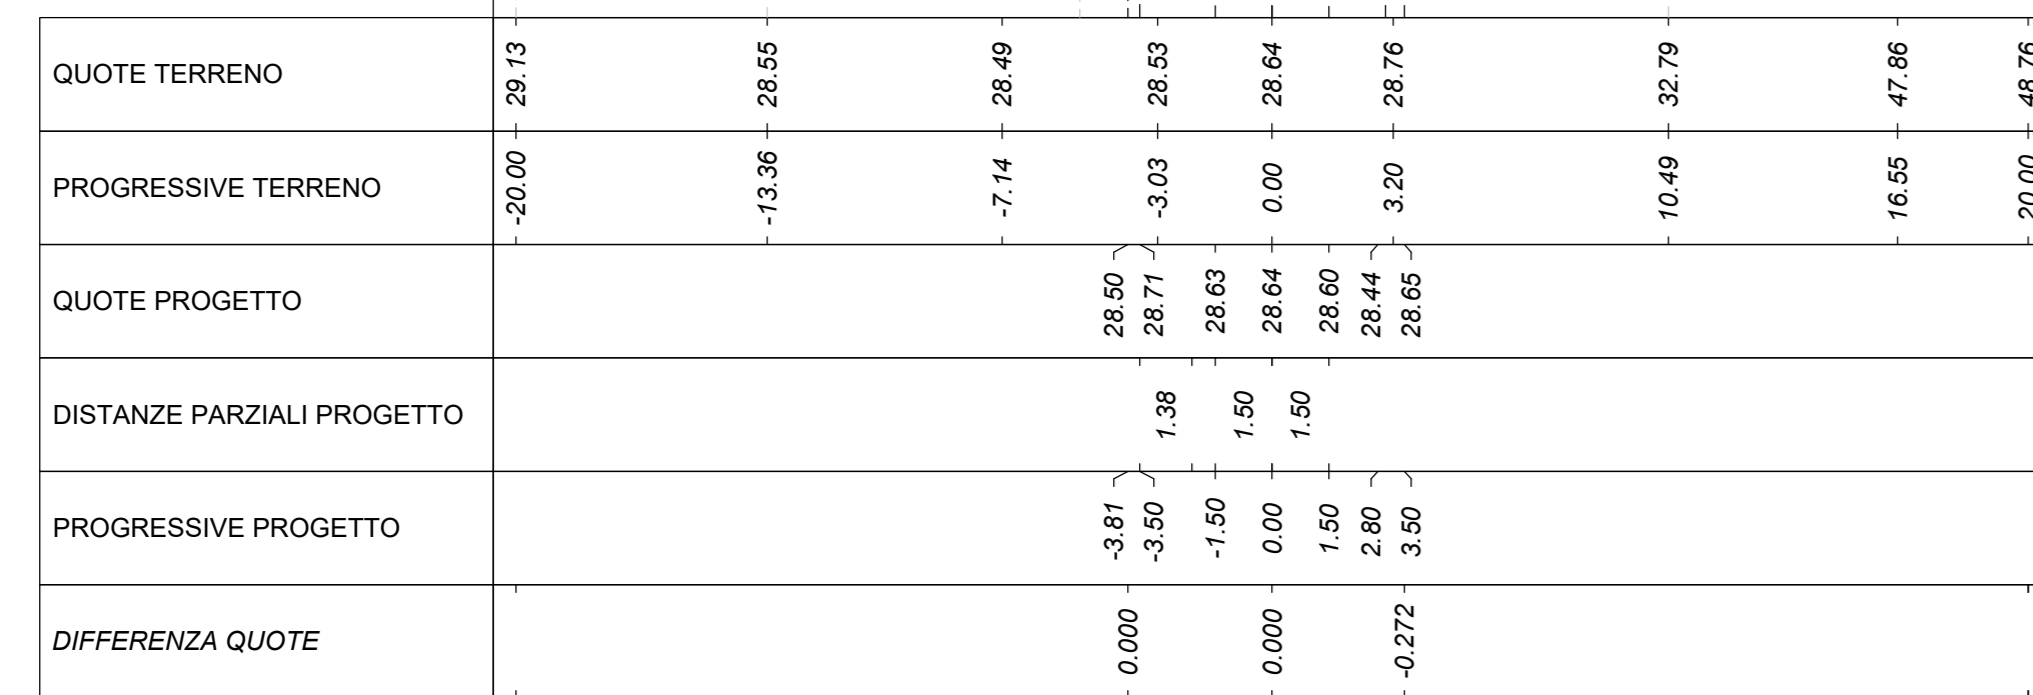 QUOTE TERRENO 29.13 28.55 28.49 28.53 28.64 28.76 32.79 47.86 48.76
PROGRESSIVE TERRENO -20.00 -13.36 -7.14 -3.03 0.00 3.20 10.49 16.55 20.00
QUOTE PROGETTO 28.50 28.71 28.63 28.64 28.60 28.44 28.65
DISTANZE PARZIALI PROGETTO 1.38 1.50 1.50
PROGRESSIVE PROGETTO -3.81 -3.50 -1.50 0.00 1.50 2.80 3.50
DIFFERENZA QUOTE 0.000 0.000 -0.272